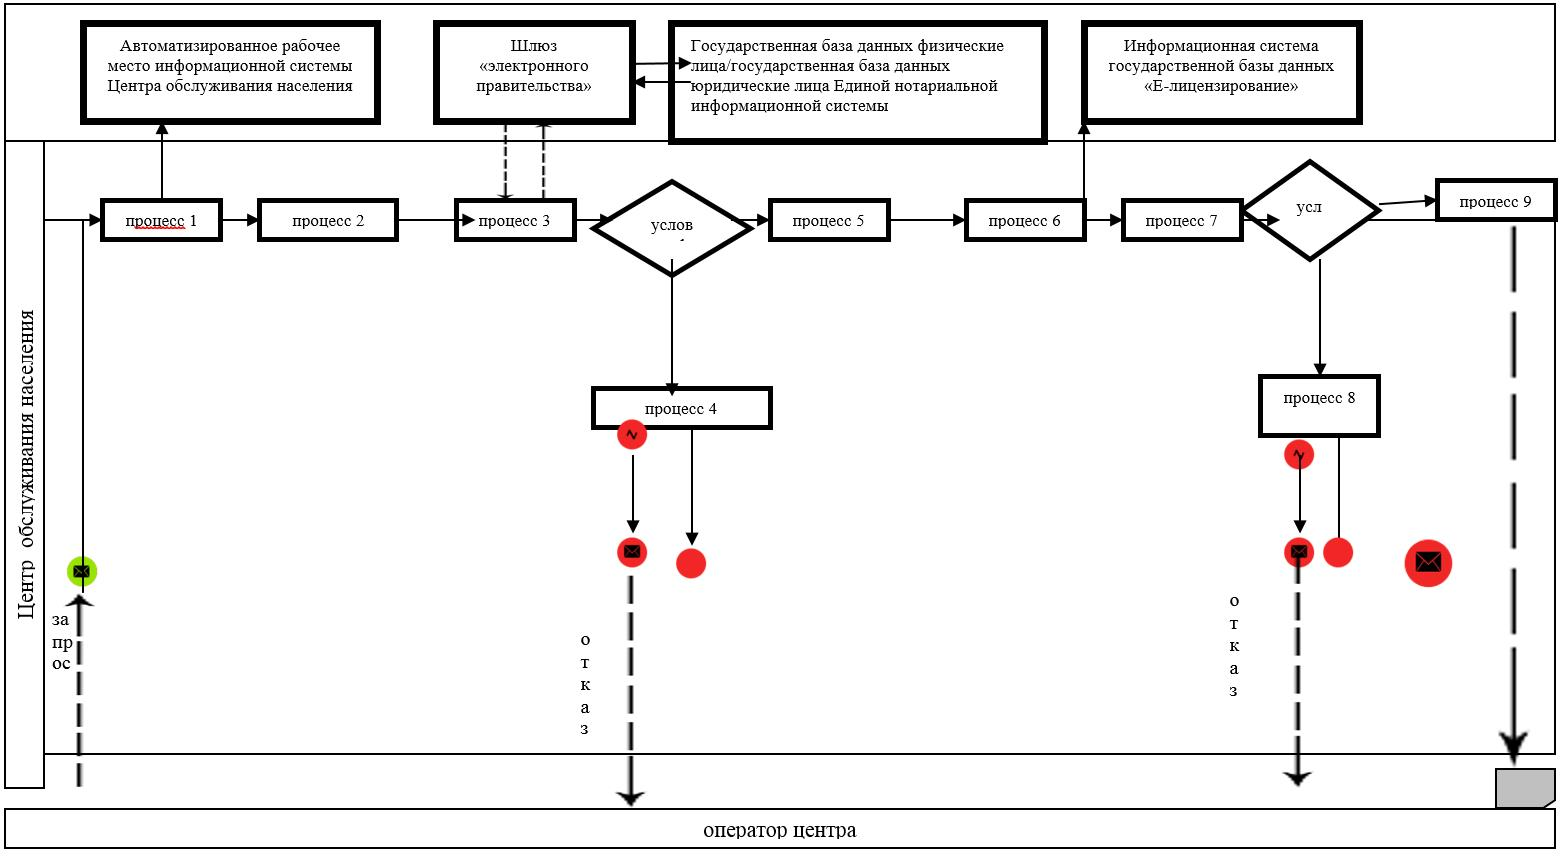 Автоматизированное рабочее
место информационной системы
Центра обслуживания населения
Шлюз
«электронного
правительства»
Государственная база данных физические
лица/государственная база данных
юридические лица Единой нотариальной
информационной системы
Информационная система
государственной базы данных
«Е-лицензирование»
Центр обслуживания населения
процесс 1
процесс 2
процесс 3
услов
процесс 5
процесс 6
процесс 7
усл
процесс 9
процесс 4
процесс 8
за
прос
отказ
отказ
оператор центра